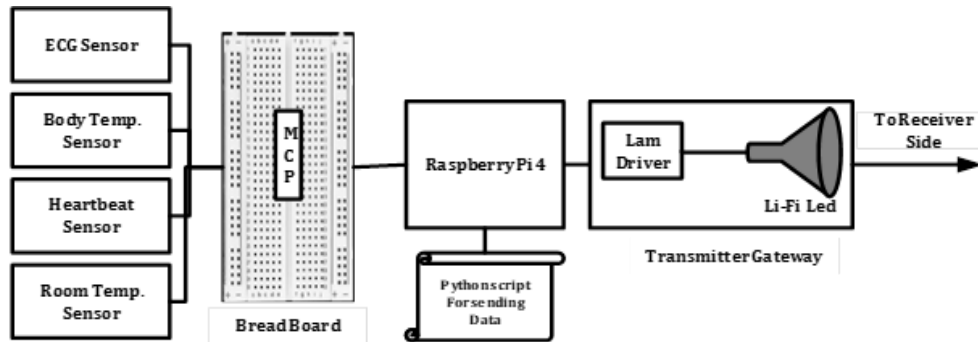 ECG Sensor
Body Temp.
Sensor
Heartbeat
Sensor
Room Temp.
Sensor
M
C
P
BreadBoard
RaspberryPi 4
Pythonscript
Forsending
Data
Lam
Driver
Li-Fi Led
TransmitterGateway
ToReceiver
Side